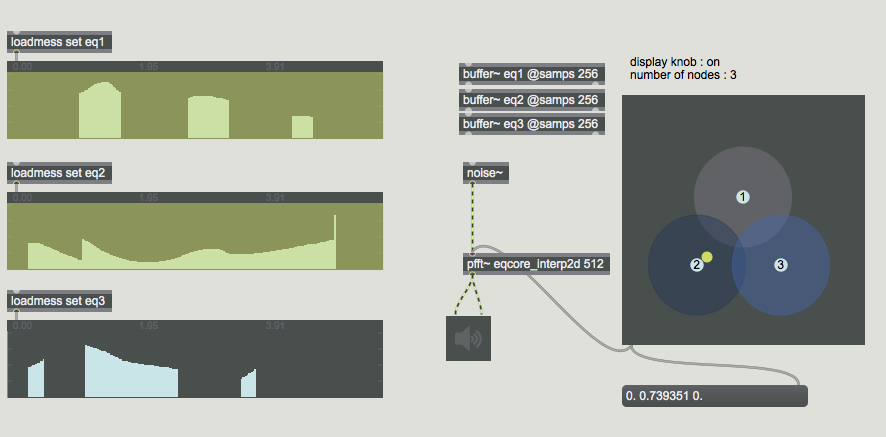 loadmess set eq1
0.00 1.95 3.91
loadmess set eq2
0.00 1.95 3.91
loadmess set eq3
0.00 1.95 3.91
buffer~ eq1 @samps 256
buffer~ eq2 @samps 256
buffer~ eq3 @samps 256
noise~
pfft~ eqcore_interp2d 512
display knob : on
number of nodes : 3
1
2
3
0. 0.739351 0.